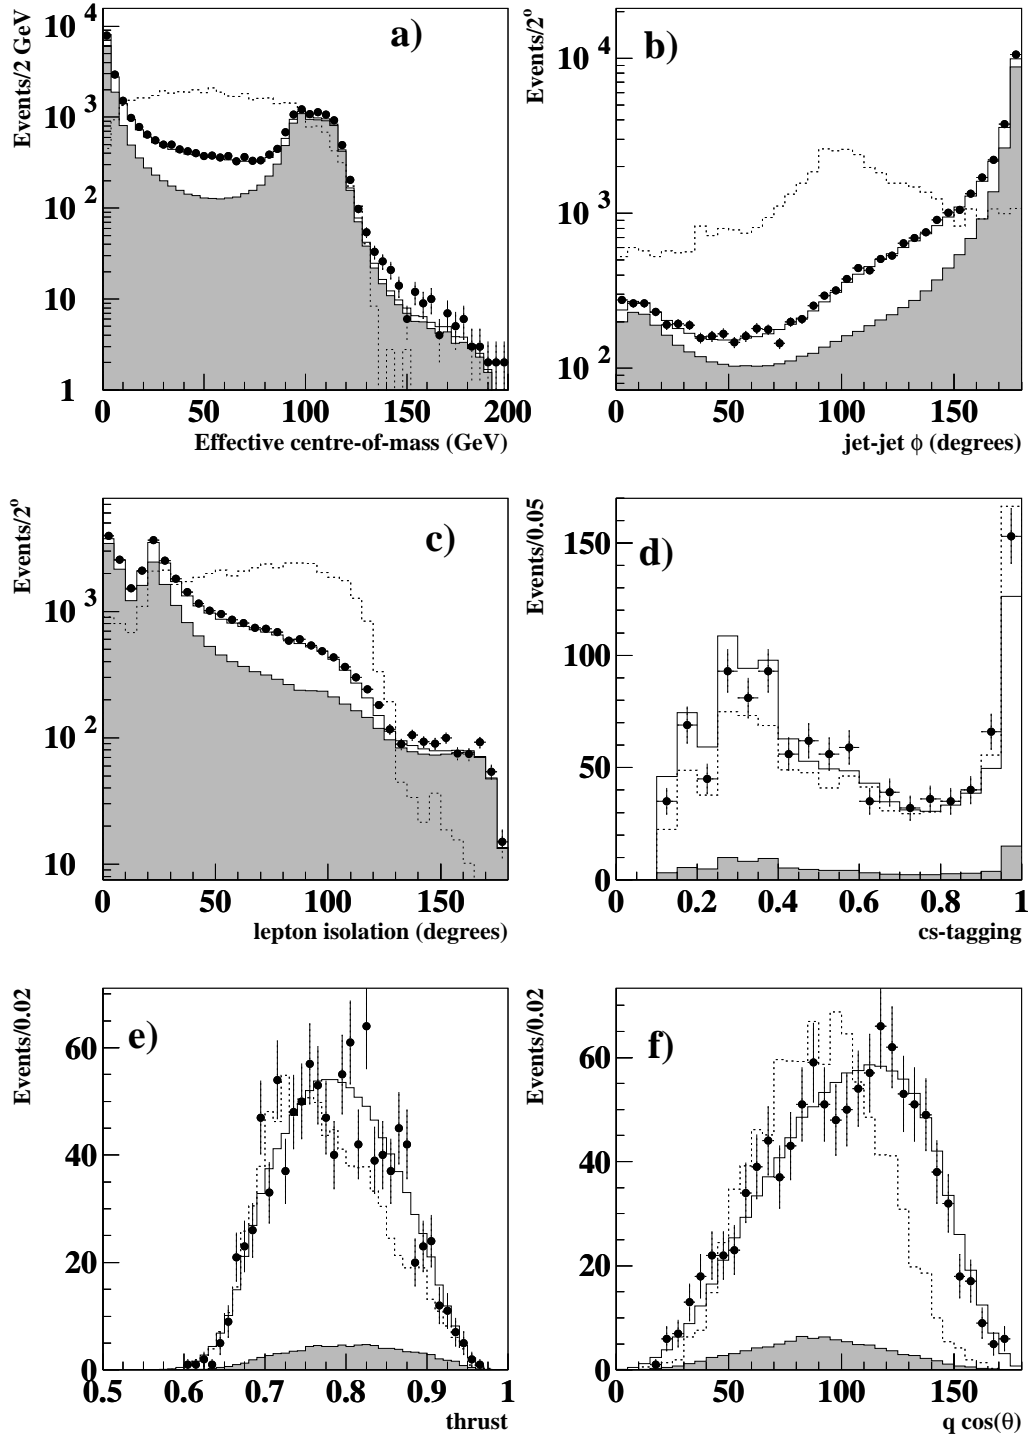 a)
Events/2 GeV
10 4
10 3
10 2
10
1
0 50 100 150 200
Effective centre-of-mass (GeV)
b)
Events/2°
10 4
10 3
10 2
0 50 100 150
jet-jet ϕ (degrees)
c)
Events/2°
10 3
10 2
10
0 50 100 150
lepton isolation (degrees)
d)
Events/0.05
150
100
50
0
0.2 0.4 0.6 0.8 1
cs-tagging
e)
Events/0.02
60
40
20
0
0.5 0.6 0.7 0.8 0.9 1
thrust
f)
Events/0.02
60
40
20
0
0 50 100 150
q cos(θ)